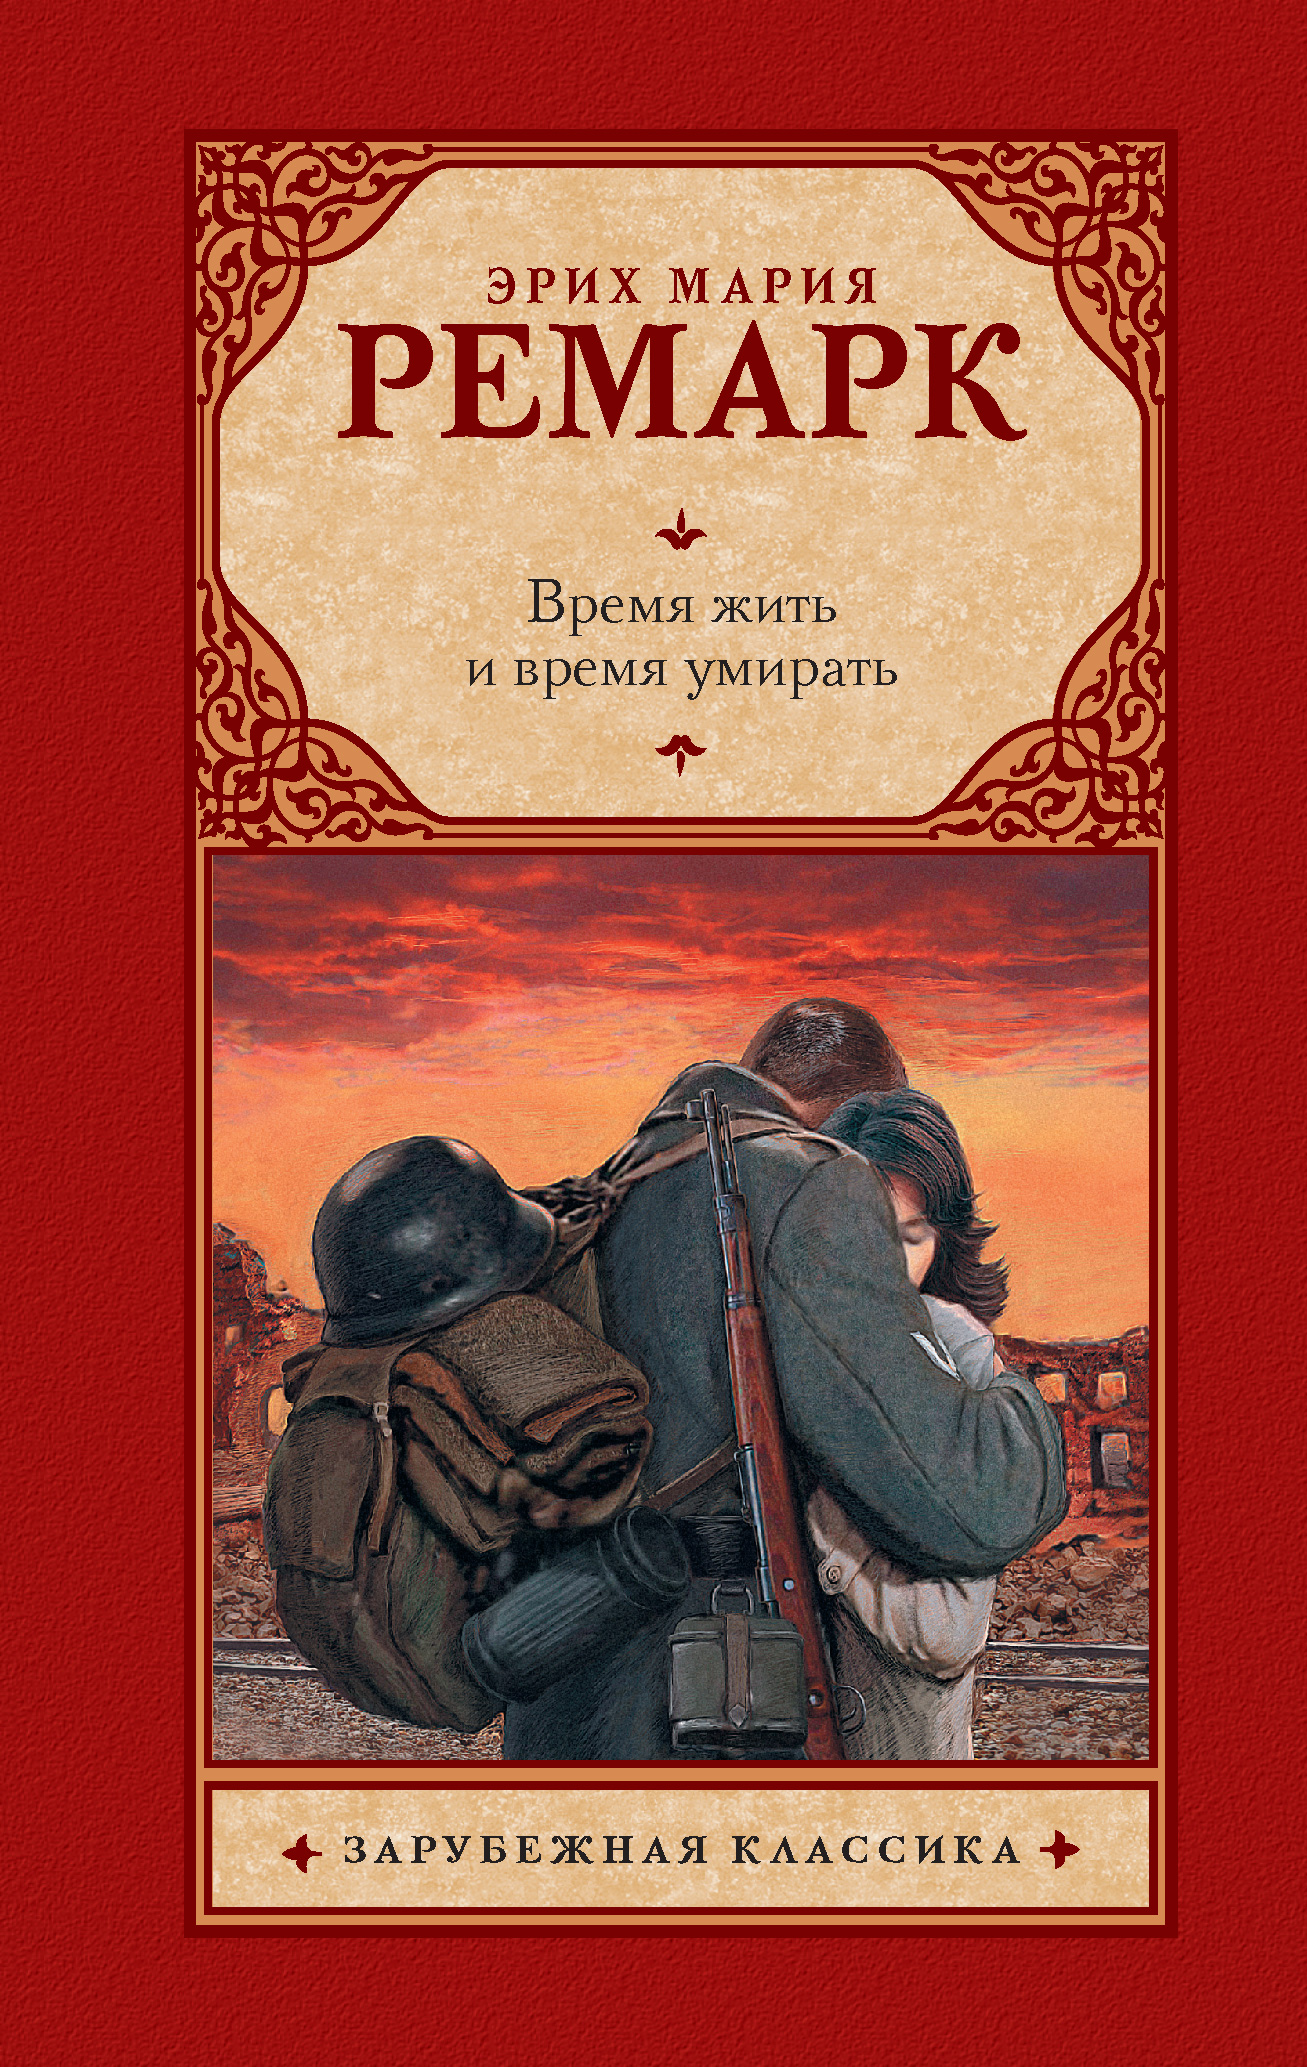 ЭРИХ МАРИЯ
РЕМАРК
Время жить
и время умирать
ЗАРУБЕЖНАЯ КЛАССИКА